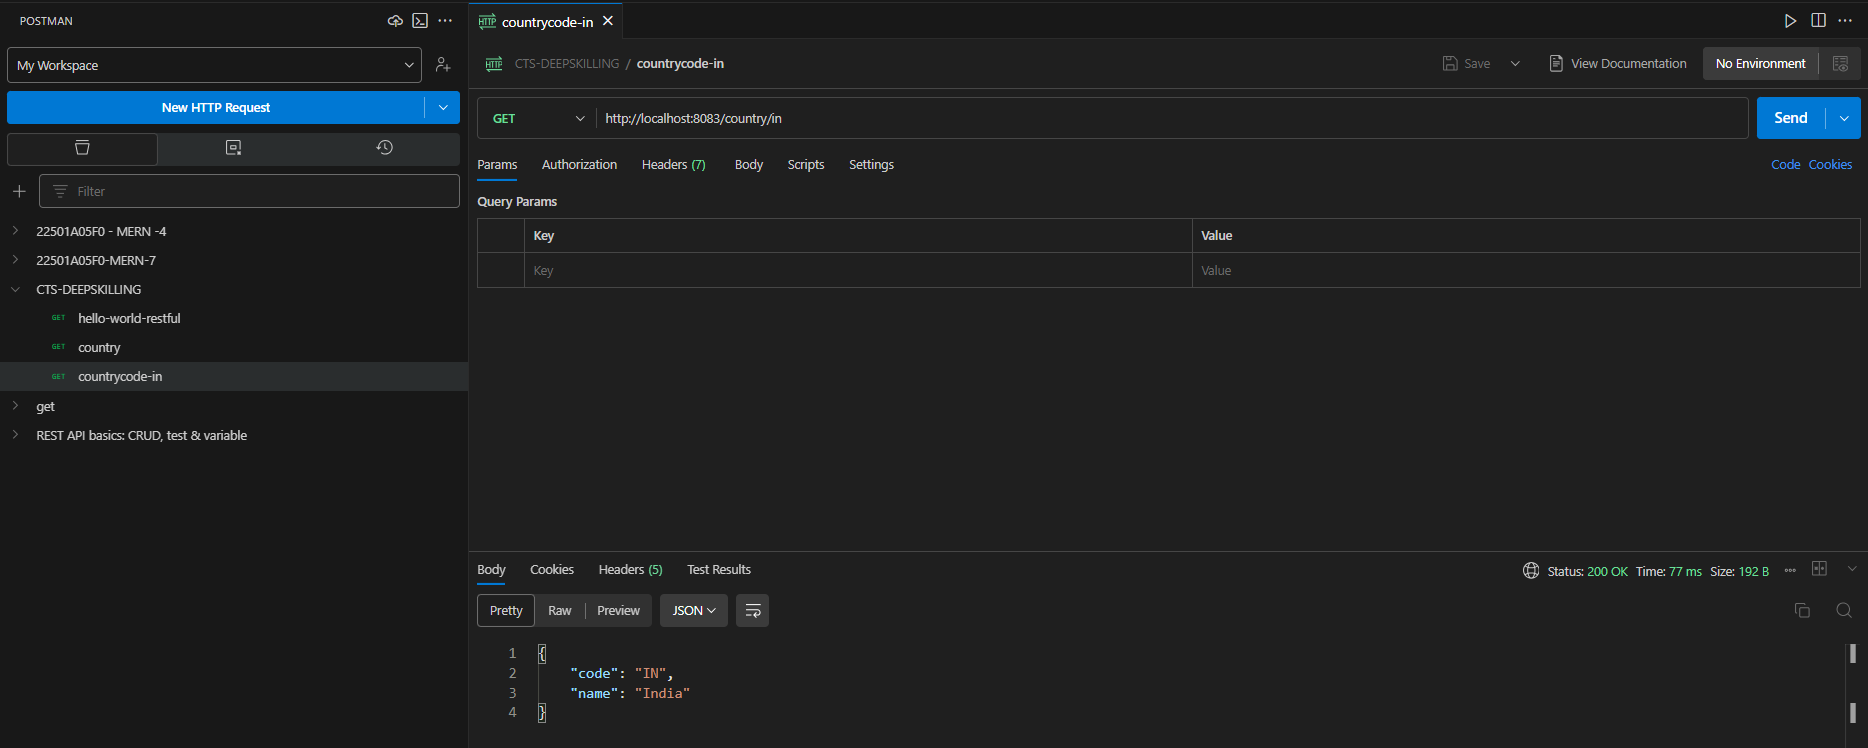 POSTMAN
My Workspace
New HTTP Request
Filter
22501A05F0 - MERN -4
22501A05F0-MERN-7
CTS-DEEPSKILLING
GET hello-world-restful
GET country
GET countrycode-in
get
REST API basics: CRUD, test & variable
HTTP countrycode-in
HTTP CTS-DEEPSKILLING / countrycode-in
Save View Documentation No Environment
GET http://localhost:8083/country/in Send
Params Authorization Headers (7) Body Scripts Settings Code Cookies
Query Params
Key Value
Key Value
Body Cookies Headers (5) Test Results Status: 200 OK Time: 77 ms Size: 192 B
Pretty Raw Preview JSON
1 {
2 "code": "IN",
3 "name": "India"
4 }